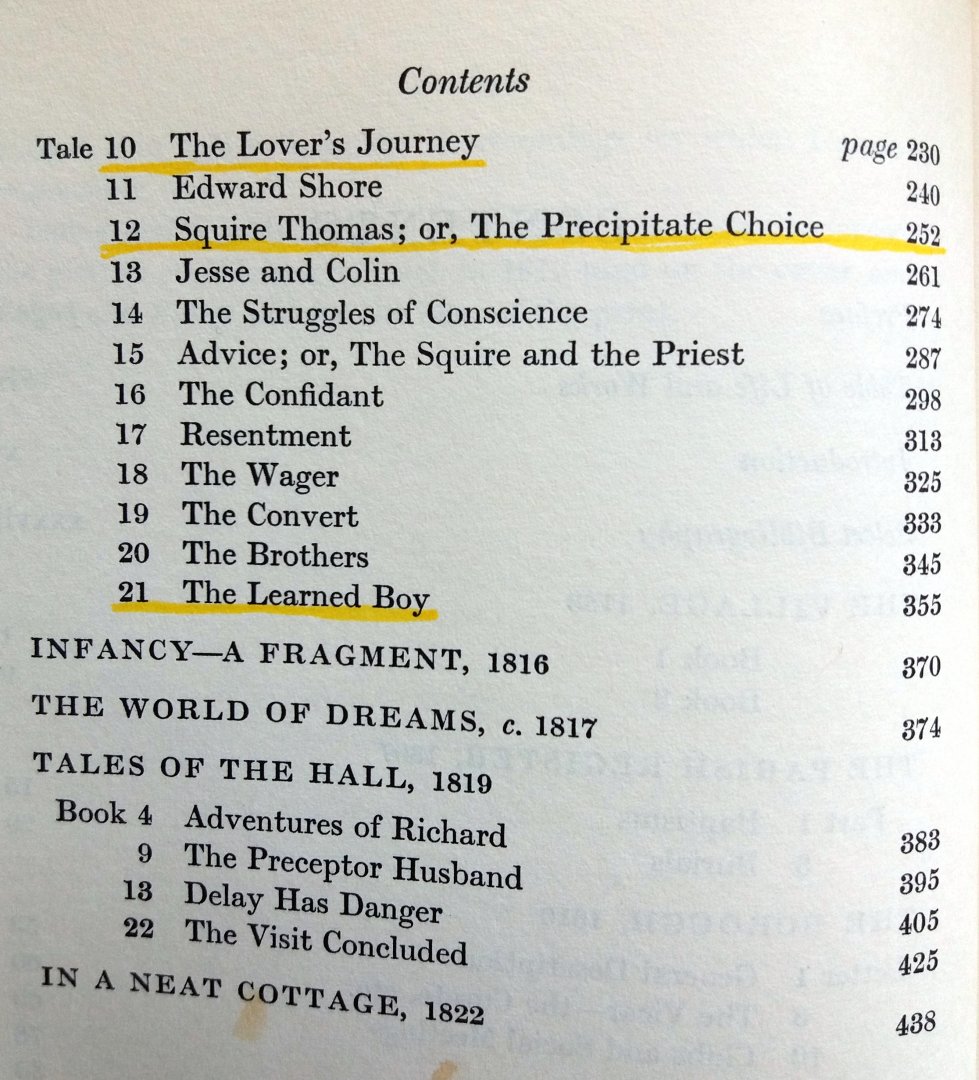 Contents
Tale 10 The Lover's Journey page 230
11 Edward Shore 240
12 Squire Thomas; or, The Precipitate Choice 252
13 Jesse and Colin 261
14 The Struggles of Conscience 274
15 Advice; or, The Squire and the Priest 287
16 The Confidant 298
17 Resentment 313
18 The Wager 325
19 The Convert 333
20 The Brothers 345
21 The Learned Boy 355
INFANCY—A FRAGMENT, 1816 370
THE WORLD OF DREAMS, c. 1817 374
TALES OF THE HALL, 1819
Book 4 Adventures of Richard 383
9 The Preceptor Husband 395
13 Delay Has Danger 405
22 The Visit Concluded 425
IN A NEAT COTTAGE, 1822 438